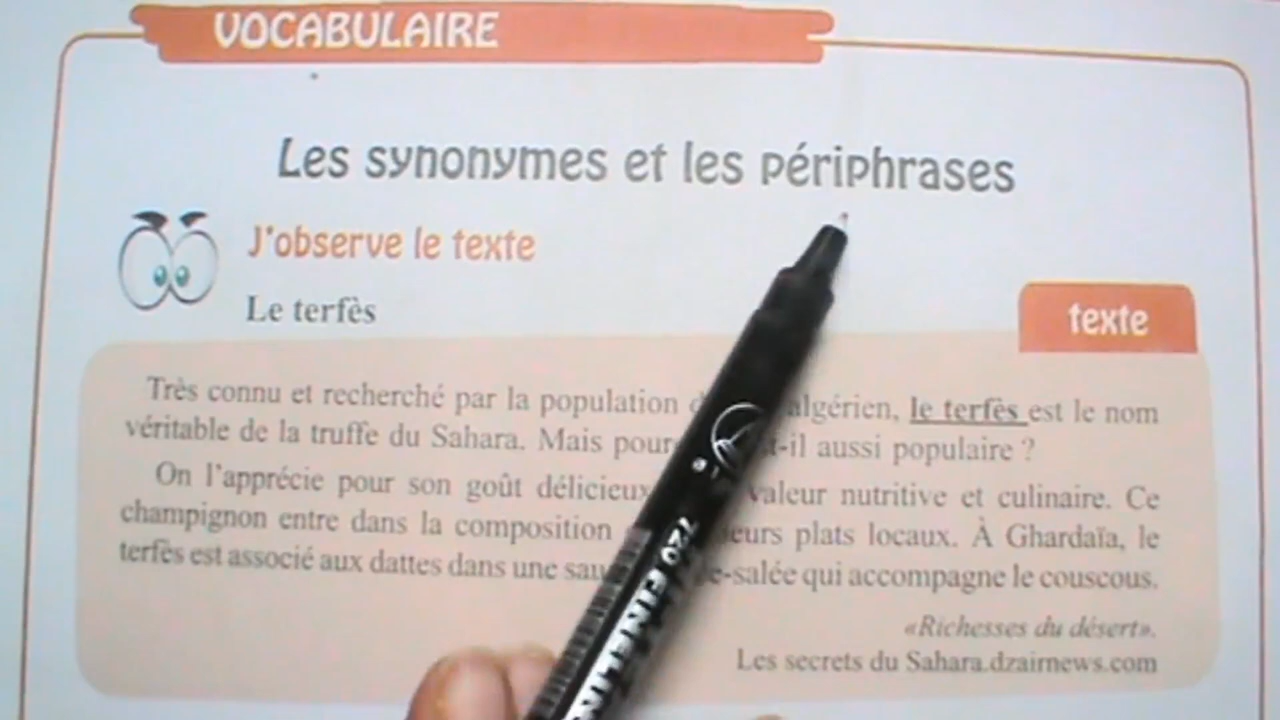 VOCABULAIRE
Les synonymes et les périphrases
J'observe le texte
Le terfès
texte
Très connu et recherché par la population algérien, le terfès est le nom
véritable de la truffe du Sahara. Mais -il aussi populaire ?
On l'apprécie pour son goût délicieux valeur nutritive et culinaire. Ce
champignon entre dans la composition plats locaux. À Ghardaïa, le
terfès est associé aux dattes dans une -salée qui accompagne le couscous.
«Richesses du désert».
Les secrets du Sahara.dzairnews.com
720 FINELIN